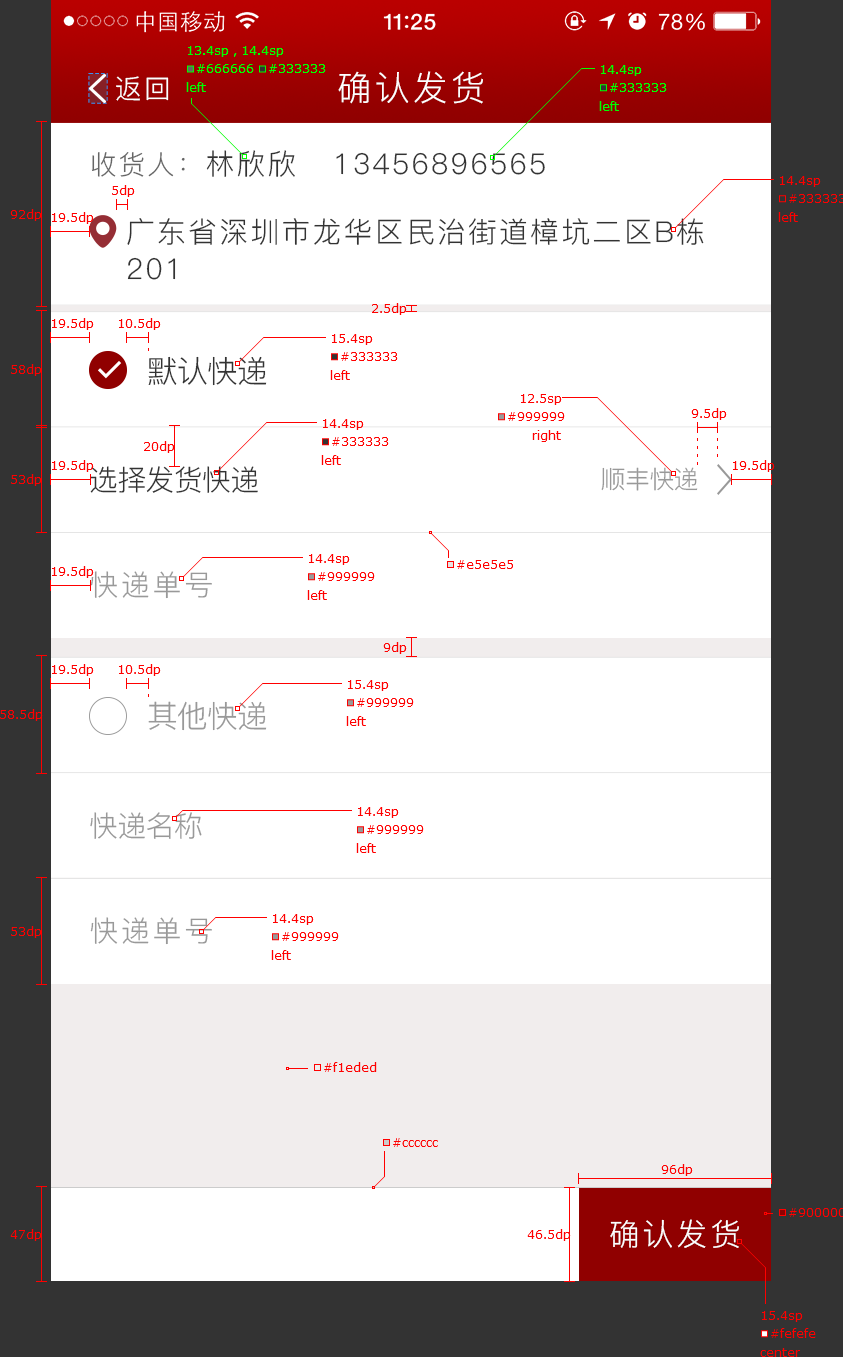 中国移动 11:25 78%
13.4sp , 14.4sp
#666666 #333333
left
14.4sp
#333333
left
返回 确认发货
收货人： 林欣欣 13456896565
5dp
14.4sp
#333333
left
92dp
19.5dp
广东省深圳市龙华区民治街道樟坑二区B栋
201
2.5dp
19.5dp 10.5dp
15.4sp
#333333
left
58dp
默认快递
12.5sp
#999999
right
9.5dp
14.4sp
#333333
left
20dp
19.5dp
19.5dp
53dp
选择发货快递 顺丰快递
14.4sp
#999999
left
#e5e5e5
19.5dp
快递单号
9dp
19.5dp 10.5dp
15.4sp
#999999
left
58.5dp
其他快递
14.4sp
#999999
left
快递名称
14.4sp
#999999
left
53dp
快递单号
#f1eded
#cccccc
96dp
#900000
47dp
46.5dp
确认发货
15.4sp
#fefefe
center